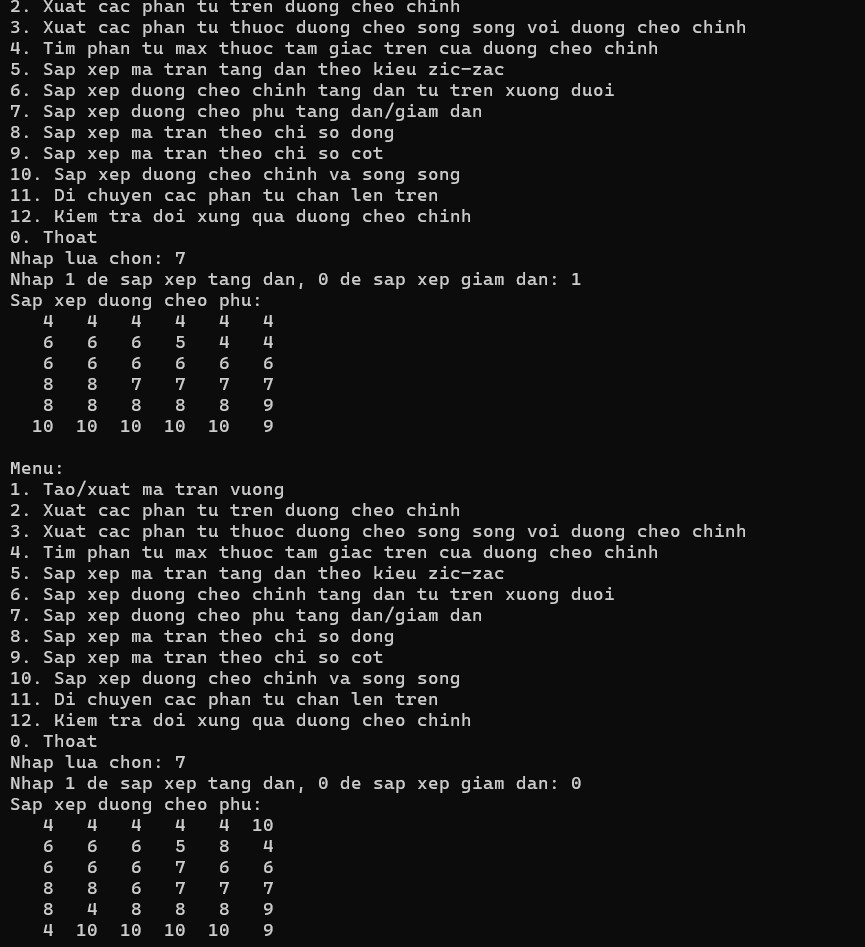 2. Xuat cac phan tu tren duong cheo chinh
3. Xuat cac phan tu thuoc duong cheo song song voi duong cheo chinh
4. Tim phan tu max thuoc tam giac tren cua duong cheo chinh
5. Sap xep ma tran tang dan theo kieu zic-zac
6. Sap xep duong cheo chinh tang dan tu tren xuong duoi
7. Sap xep duong cheo phu tang dan/giam dan
8. Sap xep ma tran theo chi so dong
9. Sap xep ma tran theo chi so cot
10. Sap xep duong cheo chinh va song song
11. Di chuyen cac phan tu chan len tren
12. Kiem tra doi xung qua duong cheo chinh
0. Thoat
Nhap lua chon: 7
Nhap 1 de sap xep tang dan, 0 de sap xep giam dan: 1
Sap xep duong cheo phu:
4 4 4 4 4 4
6 6 6 5 4 4
6 6 6 6 6 6
8 8 7 7 7 7
8 8 8 8 8 9
10 10 10 10 10 9
Menu:
1. Tao/xuat ma tran vuong
2. Xuat cac phan tu tren duong cheo chinh
3. Xuat cac phan tu thuoc duong cheo song song voi duong cheo chinh
4. Tim phan tu max thuoc tam giac tren cua duong cheo chinh
5. Sap xep ma tran tang dan theo kieu zic-zac
6. Sap xep duong cheo chinh tang dan tu tren xuong duoi
7. Sap xep duong cheo phu tang dan/giam dan
8. Sap xep ma tran theo chi so dong
9. Sap xep ma tran theo chi so cot
10. Sap xep duong cheo chinh va song song
11. Di chuyen cac phan tu chan len tren
12. Kiem tra doi xung qua duong cheo chinh
0. Thoat
Nhap lua chon: 7
Nhap 1 de sap xep tang dan, 0 de sap xep giam dan: 0
Sap xep duong cheo phu:
4 4 4 4 4 10
6 6 6 5 8 4
6 6 6 7 6 6
8 8 6 7 7 7
8 4 8 8 8 9
4 10 10 10 10 9